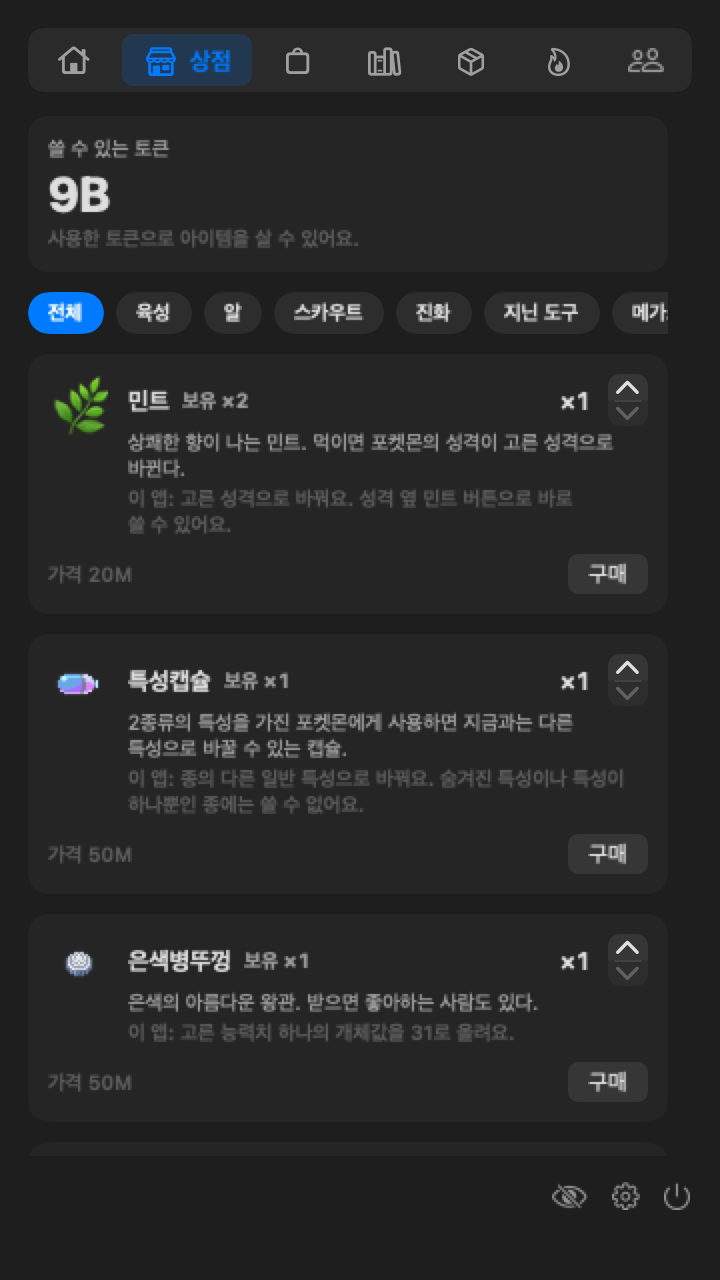 상점
쓸 수 있는 토큰
9B
사용한 토큰으로 아이템을 살 수 있어요.
전체 육성 알 스카우트 진화 지닌 도구 메가
민트 보유 ×2 ×1
상쾌한 향이 나는 민트. 먹이면 포켓몬의 성격이 고른 성격으로
바뀐다.
이 앱: 고른 성격으로 바꿔요. 성격 옆 민트 버튼으로 바로
쓸 수 있어요.
가격 20M 구매
특성캡슐 보유 ×1 ×1
2종류의 특성을 가진 포켓몬에게 사용하면 지금과는 다른
특성으로 바꿀 수 있는 캡슐.
이 앱: 종의 다른 일반 특성으로 바꿔요. 숨겨진 특성이나 특성이
하나뿐인 종에는 쓸 수 없어요.
가격 50M 구매
은색병뚜껑 보유 ×1 ×1
은색의 아름다운 왕관. 받으면 좋아하는 사람도 있다.
이 앱: 고른 능력치 하나의 개체값을 31로 올려요.
가격 50M 구매